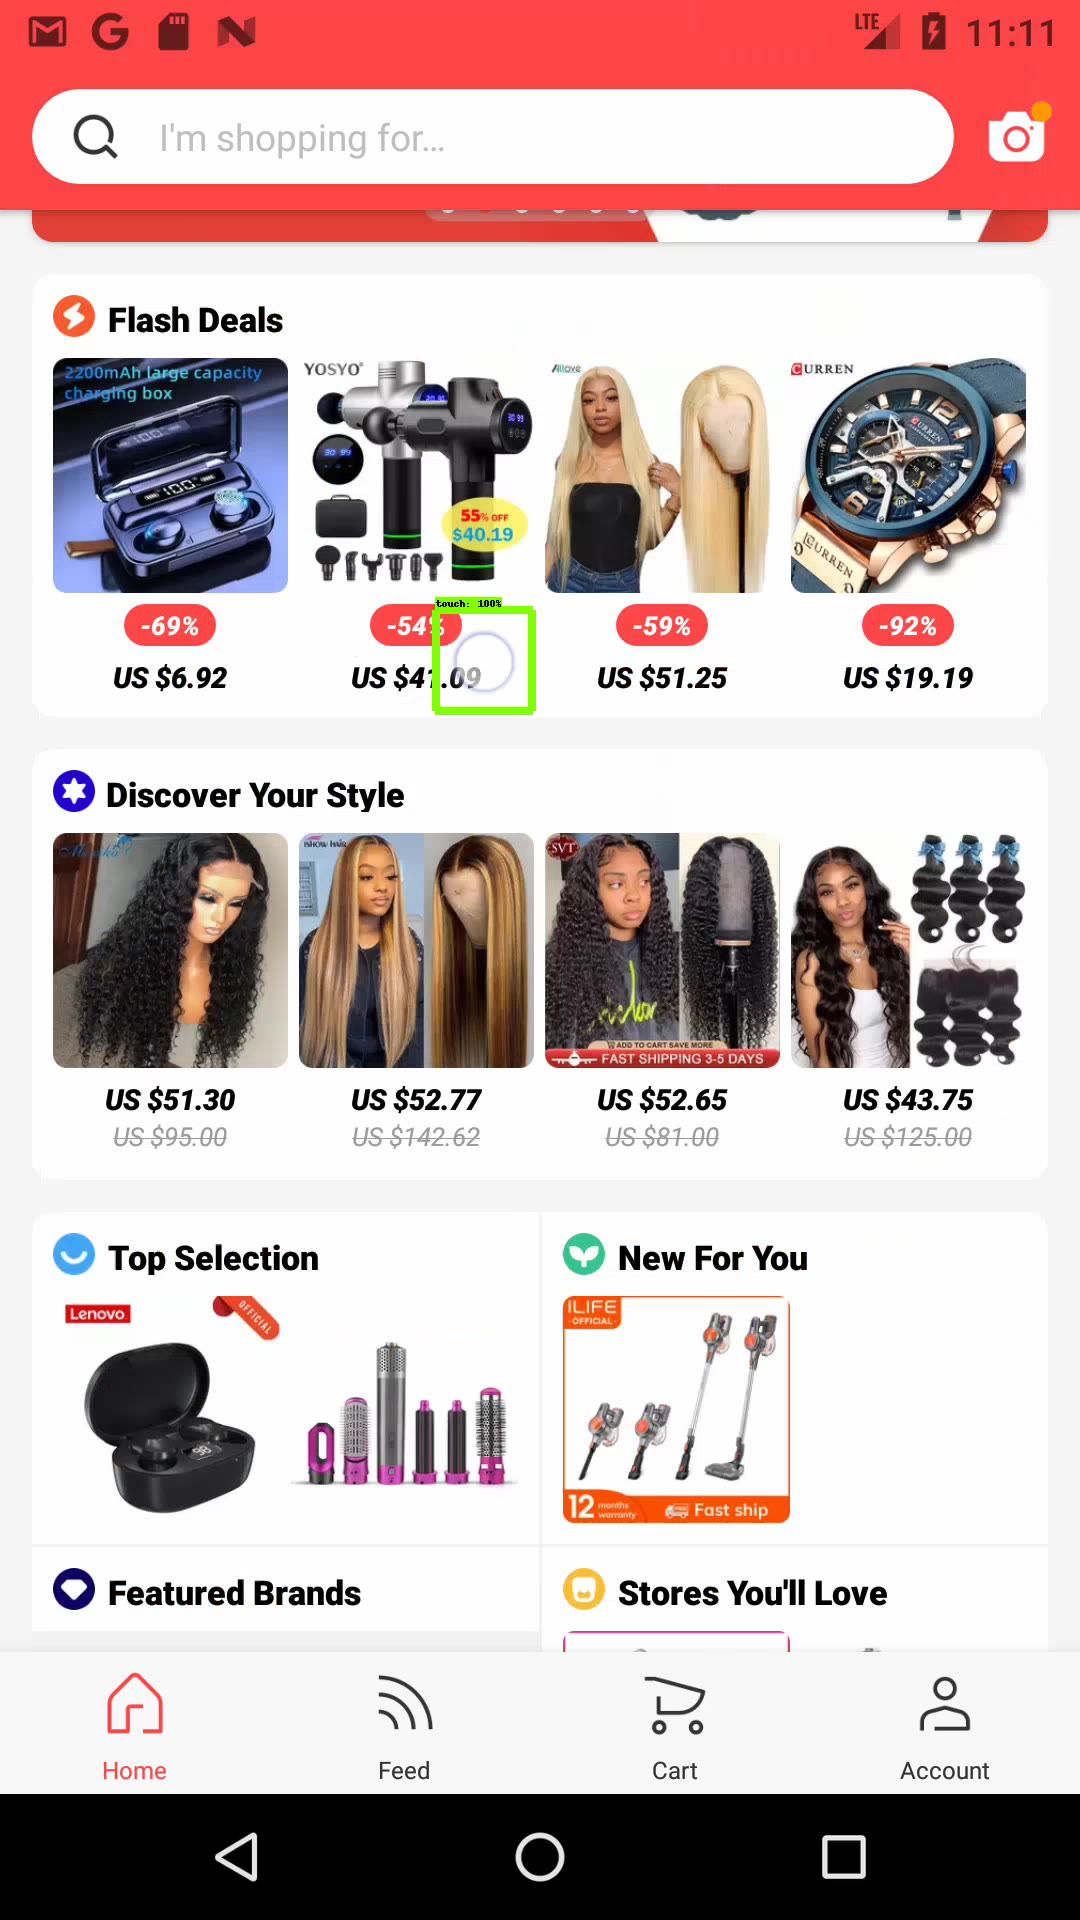 LTE 11:11
I'm shopping for...
Flash Deals
2200mAh large capacity
charging box
YOSYO
55% OFF
$40.19
Allove
CURREN
touch: 100%
-69%
-54%
-59%
-92%
US $6.92
US $41.09
US $51.25
US $19.19
Discover Your Style
ISHOW HAIR
SVT
ADD TO CART SAVE MORE
FAST SHIPPING 3-5 DAYS
US $51.30
US $52.77
US $52.65
US $43.75
US $95.00
US $142.62
US $81.00
US $125.00
Top Selection
New For You
Lenovo
OFFICIAL
ILIFE
-OFFICIAL-
12 months
warranty
Fast ship
Featured Brands
Stores You'll Love
Home
Feed
Cart
Account